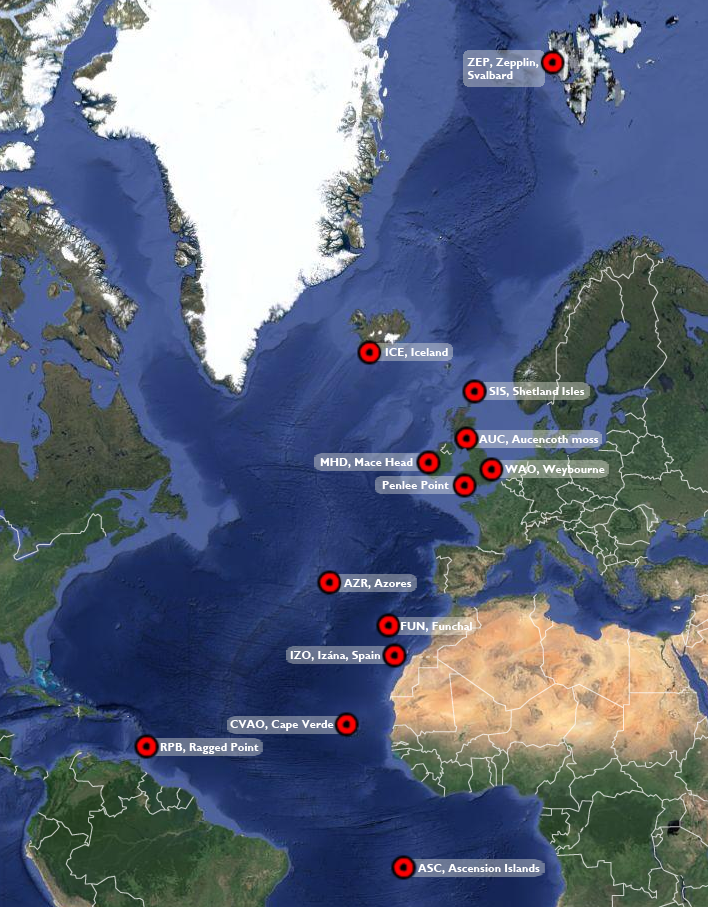 ZEP, Zepplin,
Svalbard
ICE, Iceland
SIS, Shetland Isles
AUC, Aucencoth moss
MHD, Mace Head
WAO, Weybourne
Penlee Point
AZR, Azores
FUN, Funchal
IZO, Izána, Spain
CVAO, Cape Verde
RPB, Ragged Point
ASC, Ascension Islands